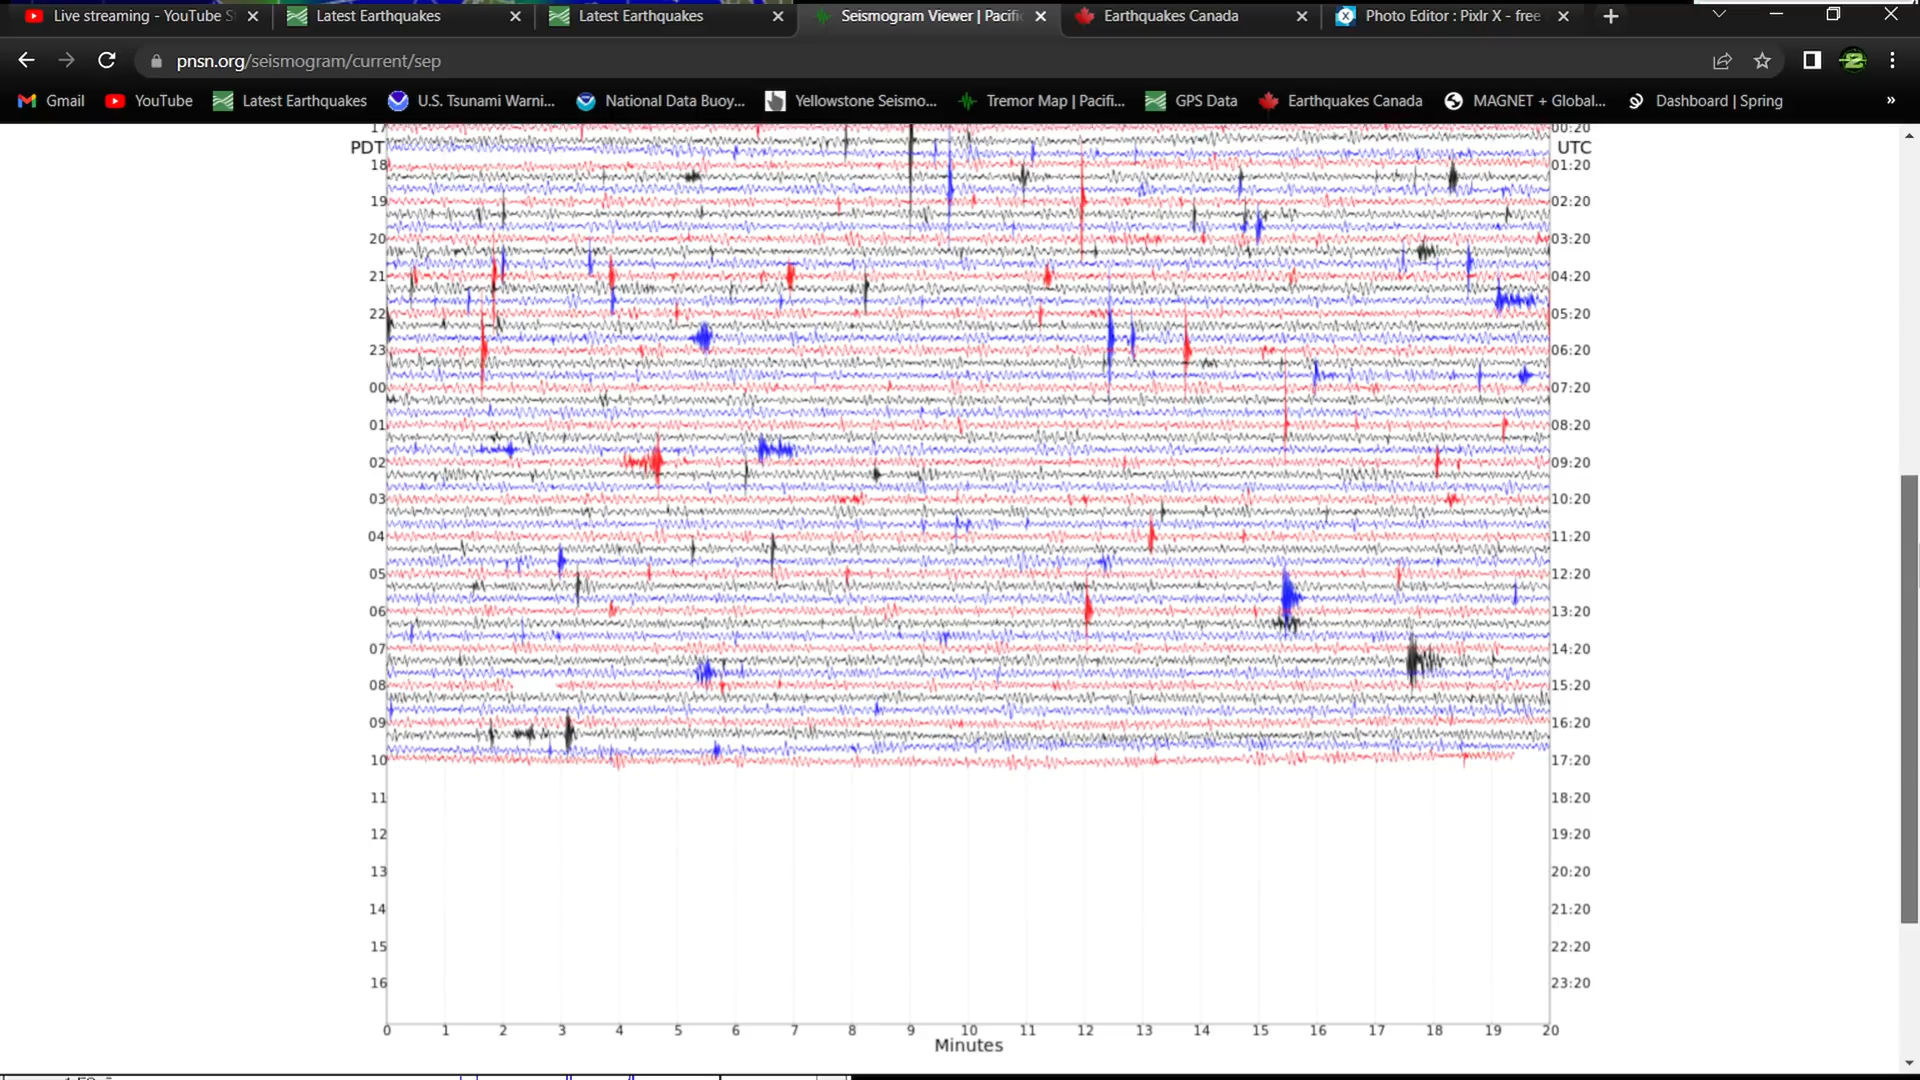 Live streaming - YouTube S
Latest Earthquakes
Latest Earthquakes
Seismogram Viewer | Pacific
Earthquakes Canada
Photo Editor : Pixlr X - free
pnsn.org/seismogram/current/sep
Gmail YouTube Latest Earthquakes U.S. Tsunami Warni... National Data Buoy... Yellowstone Seismo... Tremor Map | Pacifi... GPS Data Earthquakes Canada MAGNET + Global... Dashboard | Spring »
17 00:20
PDT UTC
18 01:20
19 02:20
20 03:20
21 04:20
22 05:20
23 06:20
00 07:20
01 08:20
02 09:20
03 10:20
04 11:20
05 12:20
06 13:20
07 14:20
08 15:20
09 16:20
10 17:20
11 18:20
12 19:20
13 20:20
14 21:20
15 22:20
16 23:20
0 1 2 3 4 5 6 7 8 9 10 11 12 13 14 15 16 17 18 19 20
Minutes